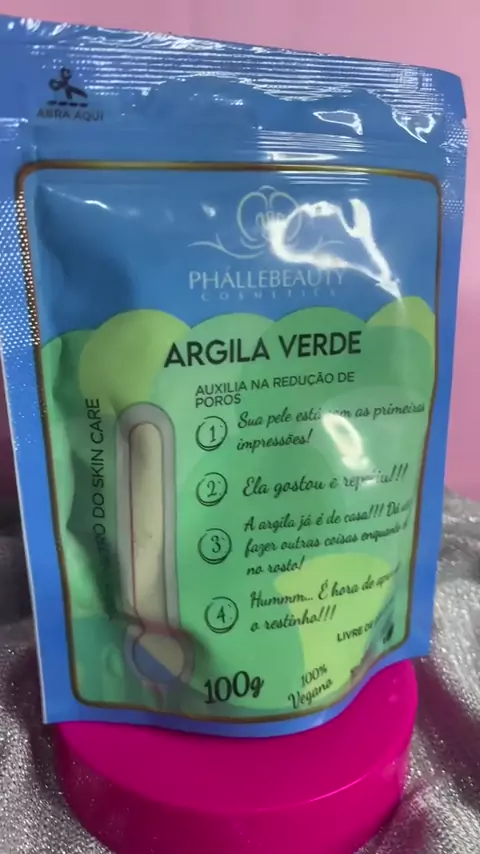 ABRA AQUI
PHÁLLEBEAUTY
COSMETICS
ARGILA VERDE
AUXILIA NA REDUÇÃO DE
POROS
DO SKIN CARE
1 Sua pele as primeiras
impressões!
2 Ela gostou e
3 A argila já é de casa!!!
fazer outras coisas enquanto
no rosto!
4 Hummm... É hora de
o restinho!!!
LIVRE DE
100g
100%
Vegano